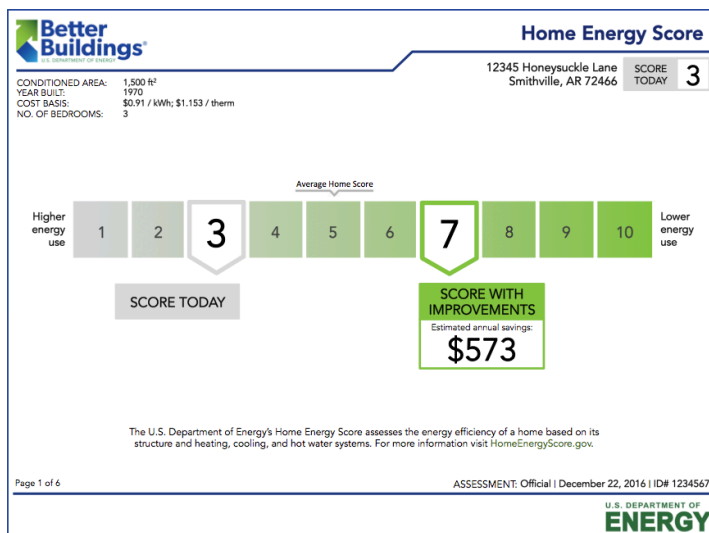 Better
Buildings®
U.S. DEPARTMENT OF ENERGY
Home Energy Score
12345 Honeysuckle Lane
Smithville, AR 72466
SCORE
TODAY
3
CONDITIONED AREA: 1,500 ft²
YEAR BUILT: 1970
COST BASIS: $0.91 / kWh; $1.153 / therm
NO. OF BEDROOMS: 3
Average Home Score
Higher
energy
use
1 2 3 4 5 6 7 8 9 10
Lower
energy
use
SCORE TODAY
SCORE WITH
IMPROVEMENTS
Estimated annual savings:
$573
The U.S. Department of Energy's Home Energy Score assesses the energy efficiency of a home based on its
structure and heating, cooling, and hot water systems. For more information visit HomeEnergyScore.gov.
Page 1 of 6
ASSESSMENT: Official | December 22, 2016 | ID# 1234567
U.S. DEPARTMENT OF
ENERGY